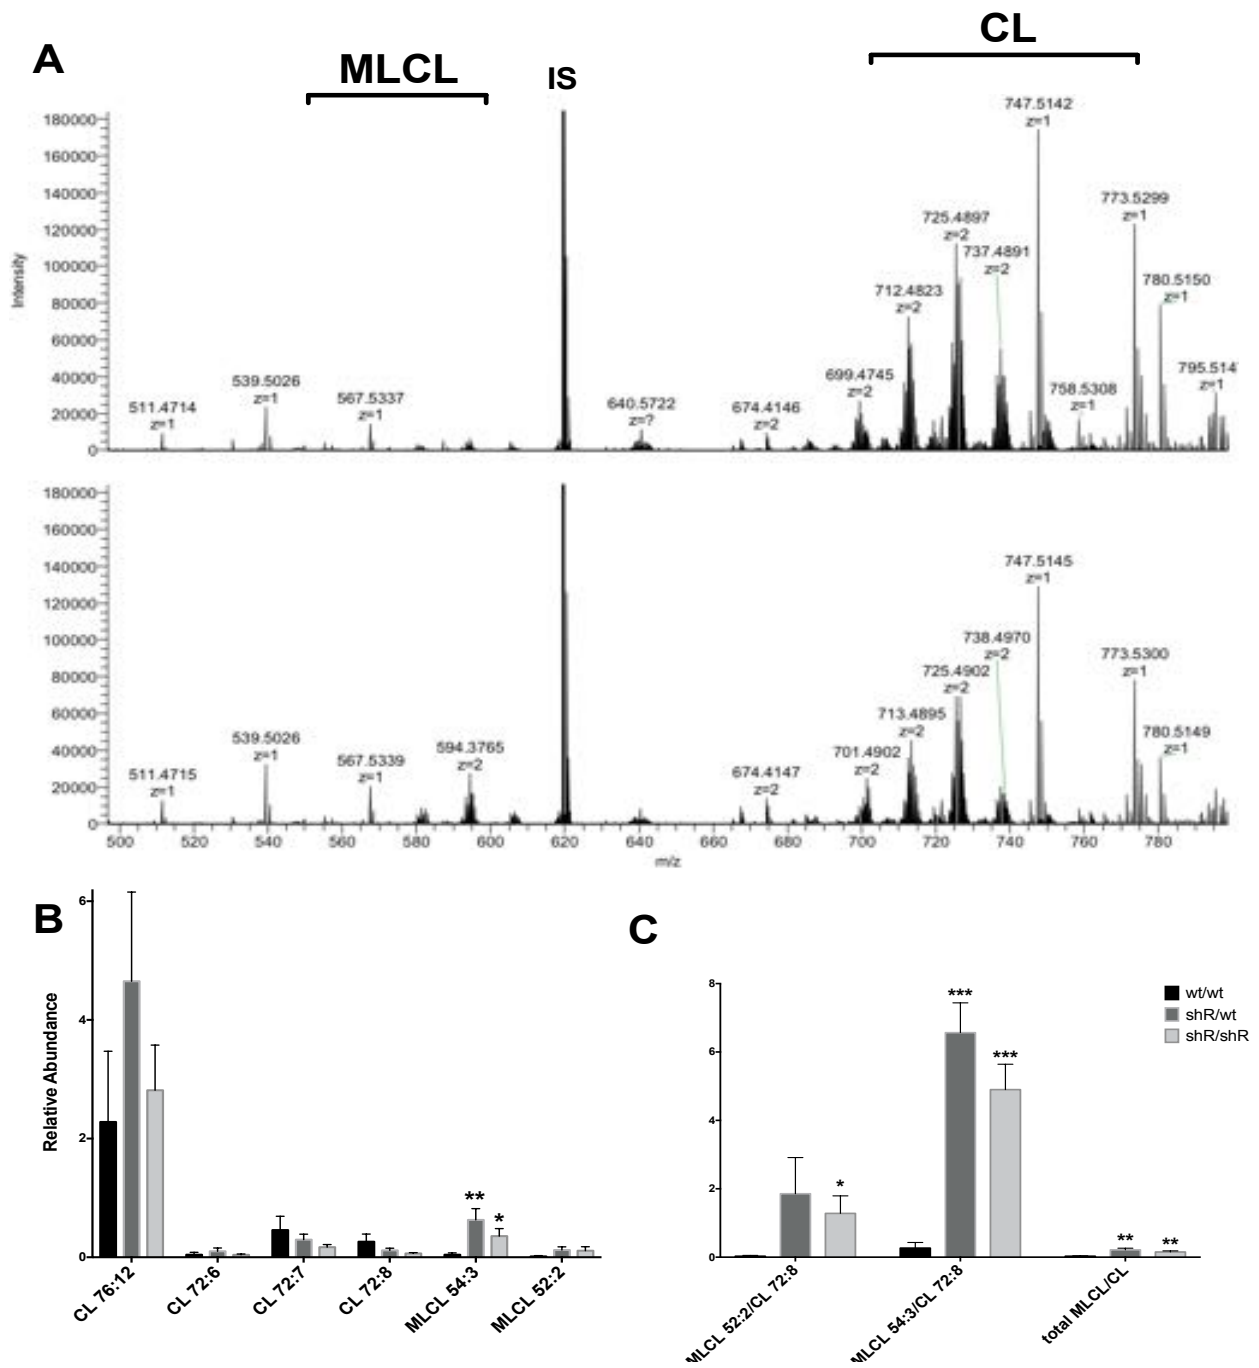 A
MLCL
IS
CL
Intensity
180000
160000
140000
120000
100000
80000
60000
40000
20000
0
511.4714
z=1
539.5026
z=1
567.5337
z=1
640.5722
z=?
674.4146
z=2
699.4745
z=2
712.4823
z=2
725.4897
z=2
737.4891
z=2
747.5142
z=1
758.5308
z=1
773.5299
z=1
780.5150
z=1
795.514
z=1
180000
160000
140000
120000
100000
80000
60000
40000
20000
0
511.4715
z=1
539.5026
z=1
567.5339
z=1
594.3765
z=2
674.4147
z=2
701.4902
z=2
713.4895
z=2
725.4902
z=2
738.4970
z=2
747.5145
z=1
773.5300
z=1
780.5149
z=1
500 520 540 560 580 600 620 640 660 680 700 720 740 760 780
m/z
B
Relative Abundance
6
4
2
0
** *
CL 76:12
CL 72:6
CL 72:7
CL 72:8
MLCL 54:3
MLCL 52:2
C
8
6
4
2
0
*
***
***
** **
MLCL 52:2/CL 72:8
MLCL 54:3/CL 72:8
total MLCL/CL
wt/wt
shR/wt
shR/shR